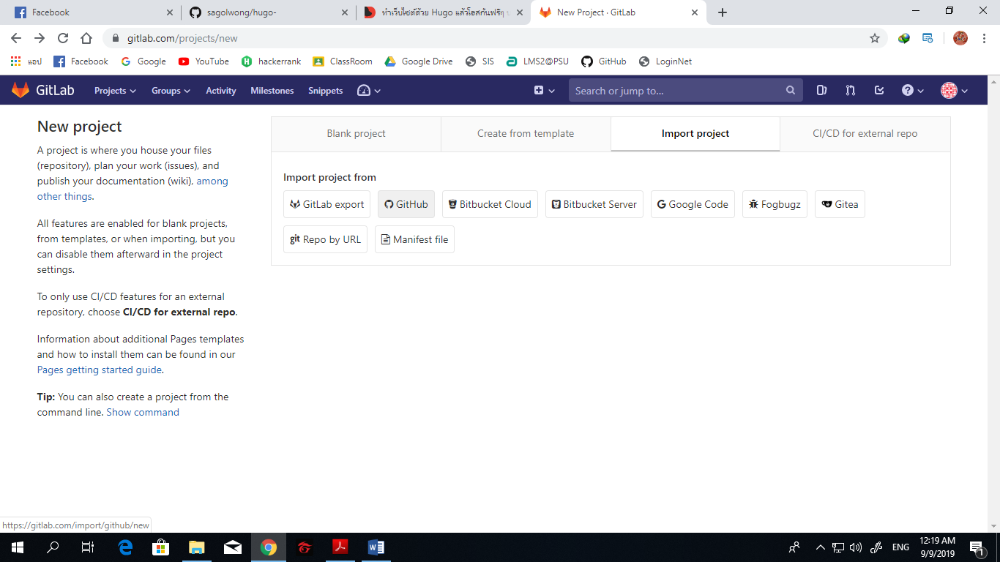 Facebook
sagolwong/hugo-
ทำเว็บไซต์ด้วย Hugo แล้วโฮสกันฟรีๆ
New Project · GitLab
gitlab.com/projects/new
แอป Facebook Google YouTube hackerrank ClassRoom Google Drive SIS LMS2@PSU GitHub LoginNet
GitLab Projects Groups Activity Milestones Snippets Search or jump to...
New project
A project is where you house your files
(repository), plan your work (issues), and
publish your documentation (wiki), among
other things.
All features are enabled for blank projects,
from templates, or when importing, but you
can disable them afterward in the project
settings.
To only use CI/CD features for an external
repository, choose CI/CD for external repo.
Information about additional Pages templates
and how to install them can be found in our
Pages getting started guide.
Tip: You can also create a project from the
command line. Show command
Blank project Create from template Import project CI/CD for external repo
Import project from
GitLab export GitHub Bitbucket Cloud Bitbucket Server Google Code Fogbugz Gitea
git Repo by URL Manifest file
https://gitlab.com/import/github/new
ENG
12:19 AM
9/9/2019
1